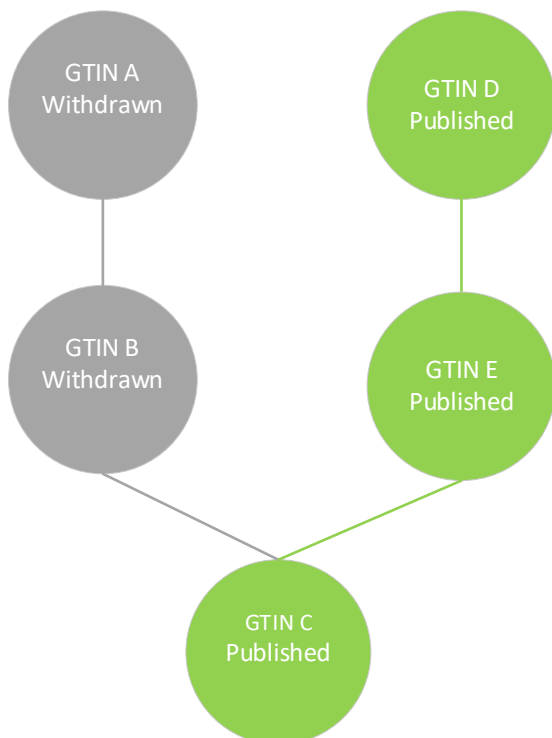 GTIN A
Withdrawn
GTIN D
Published
GTIN B
Withdrawn
GTIN E
Published
GTIN C
Published